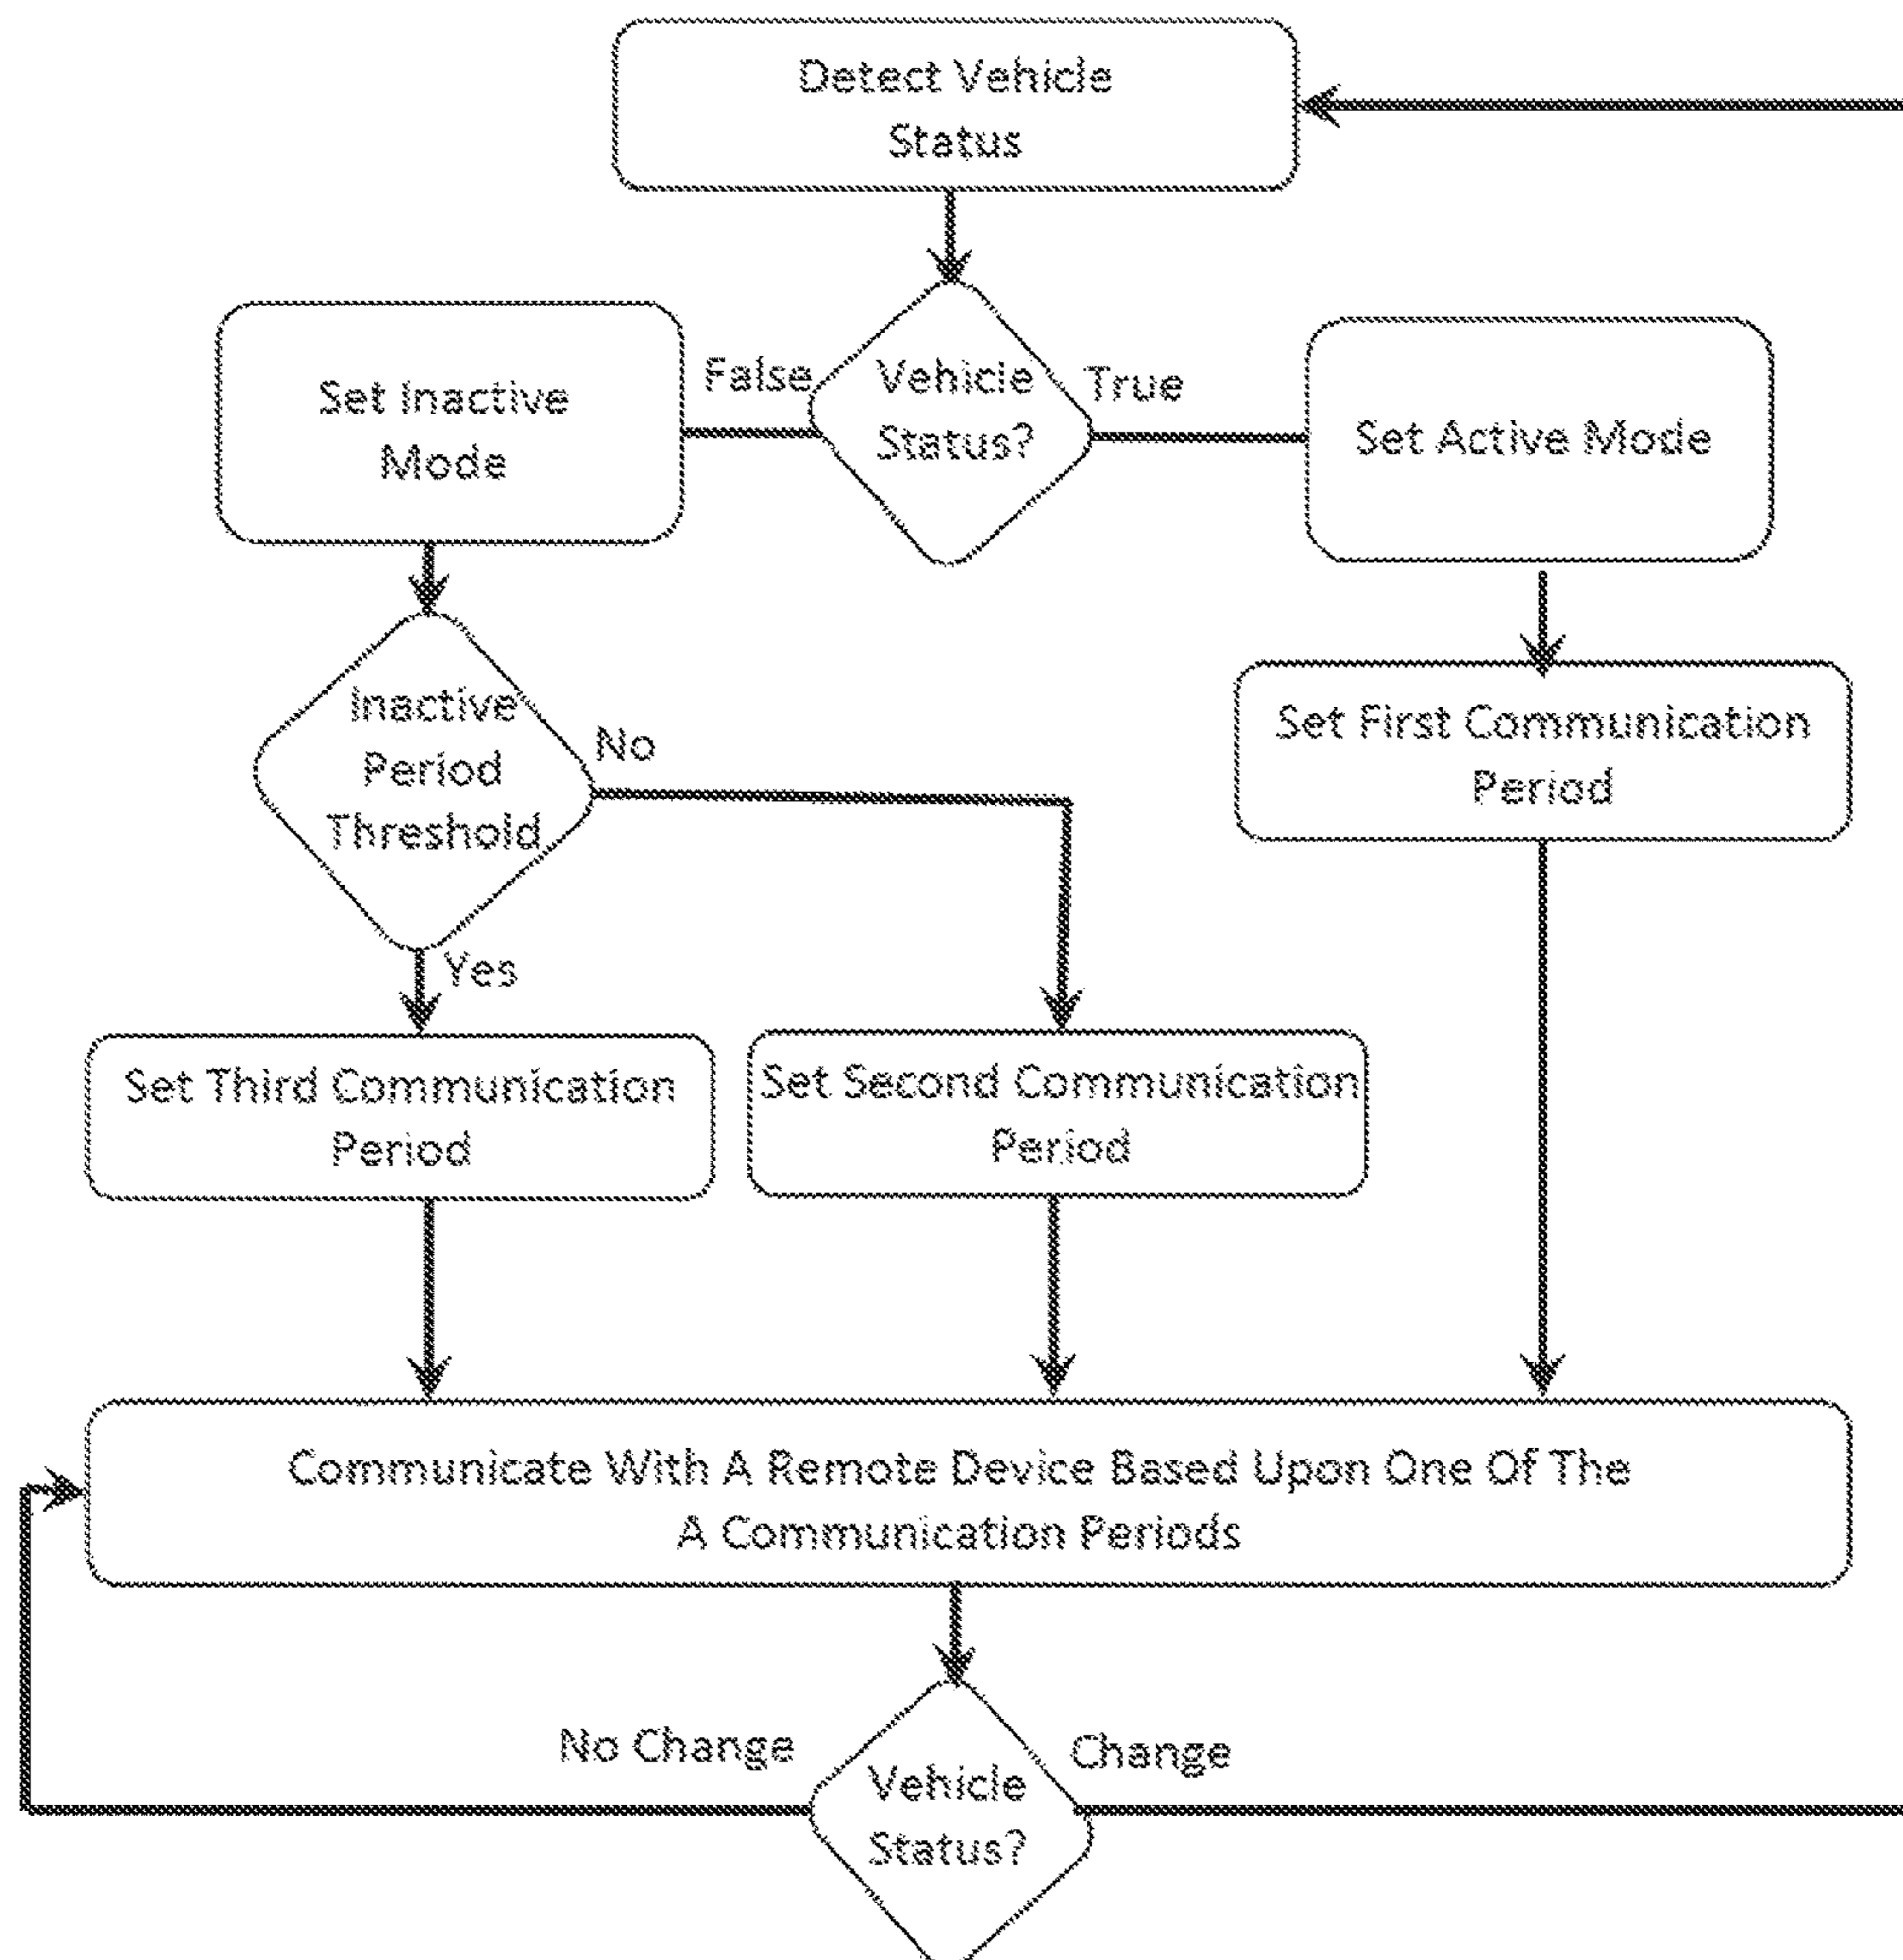 Detect Vehicle
Status
False
Vehicle
Status?
True
Set Inactive
Mode
Set Active Mode
Inactive
Period
Threshold
No
Yes
Set First Communication
Period
Set Third Communication
Period
Set Second Communication
Period
Communicate With A Remote Device Based Upon One Of The
A Communication Periods
No Change
Vehicle
Status?
Change